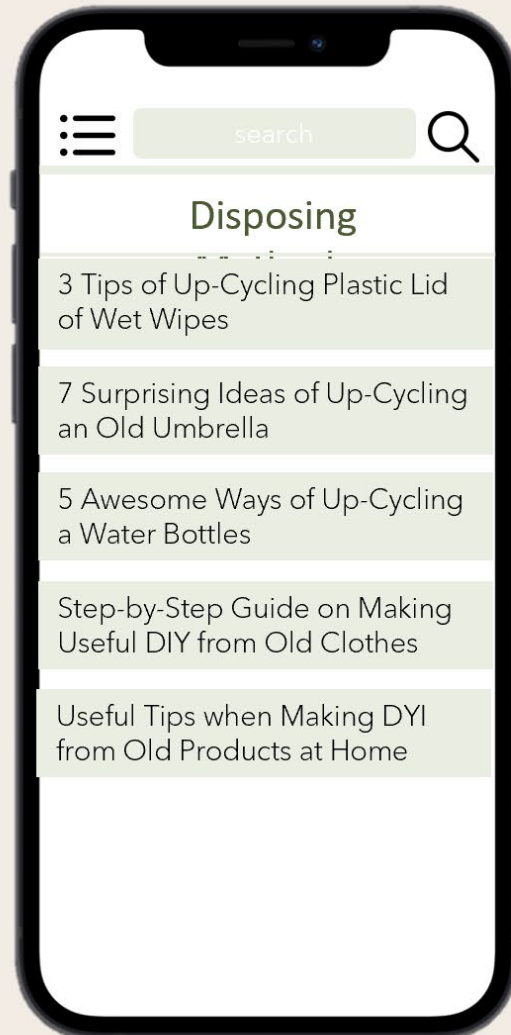 search
Disposing
3 Tips of Up-Cycling Plastic Lid
of Wet Wipes
7 Surprising Ideas of Up-Cycling
an Old Umbrella
5 Awesome Ways of Up-Cycling
a Water Bottles
Step-by-Step Guide on Making
Useful DIY from Old Clothes
Useful Tips when Making DYI
from Old Products at Home